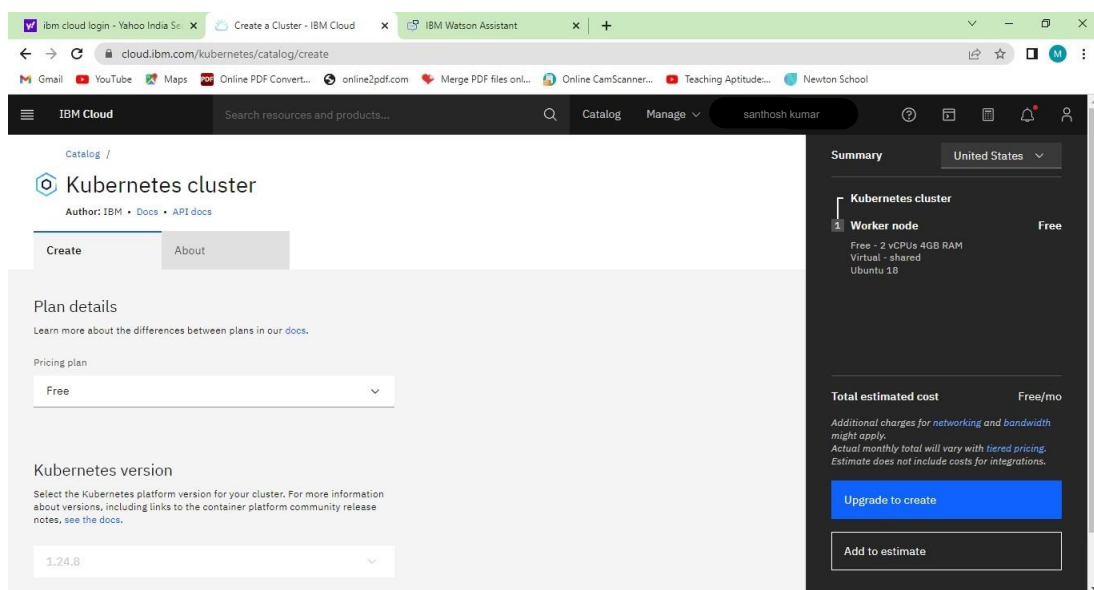 ibm cloud login - Yahoo India Se
Create a Cluster - IBM Cloud
IBM Watson Assistant
cloud.ibm.com/kubernetes/catalog/create
M
Gmail
YouTube
Maps
Online PDF Convert...
online2pdf.com
Merge PDF files onl...
Online CamScanner...
Teaching Aptitude:...
Newton School
IBM Cloud
Search resources and products...
Catalog
Manage
santhosh kumar
Catalog /
Kubernetes cluster
Author: IBM • Docs • API docs
Create
About
Plan details
Learn more about the differences between plans in our docs.
Pricing plan
Free
Kubernetes version
Select the Kubernetes platform version for your cluster. For more information
about versions, including links to the container platform community release
notes, see the docs.
1.24.8
Summary
United States
Kubernetes cluster
1 Worker node Free
Free - 2 vCPUs 4GB RAM
Virtual - shared
Ubuntu 18
Total estimated cost Free/mo
Additional charges for networking and bandwidth
might apply.
Actual monthly total will vary with tiered pricing.
Estimate does not include costs for integrations.
Upgrade to create
Add to estimate